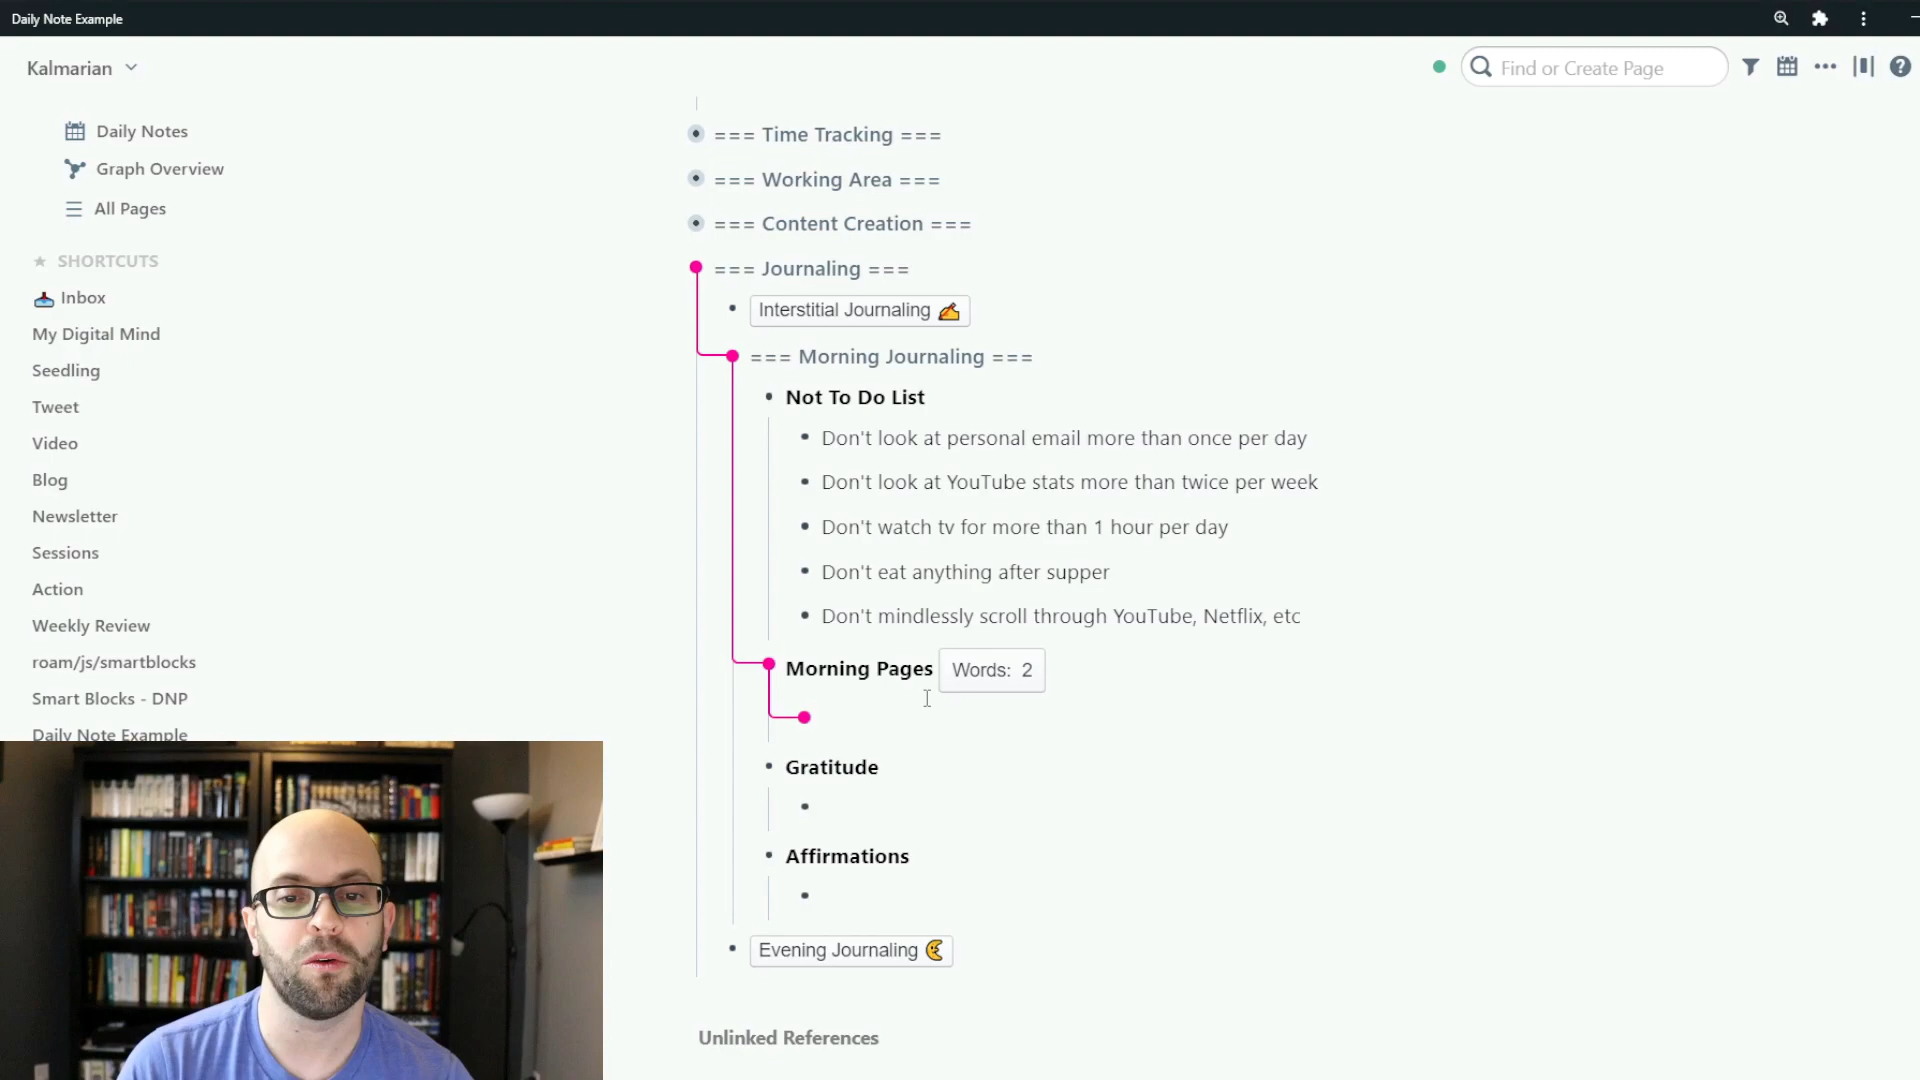 Daily Note Example
Kalmarian
Find or Create Page
Daily Notes
Graph Overview
All Pages
SHORTCUTS
Inbox
My Digital Mind
Seedling
Tweet
Video
Blog
Newsletter
Sessions
Action
Weekly Review
roam/js/smartblocks
Smart Blocks - DNP
Daily Note Example
=== Time Tracking ===
=== Working Area ===
=== Content Creation ===
=== Journaling ===
Interstitial Journaling ✍
=== Morning Journaling ===
Not To Do List
Don't look at personal email more than once per day
Don't look at YouTube stats more than twice per week
Don't watch tv for more than 1 hour per day
Don't eat anything after supper
Don't mindlessly scroll through YouTube, Netflix, etc
Morning Pages Words: 2
Gratitude
Affirmations
Evening Journaling 🌜
Unlinked References